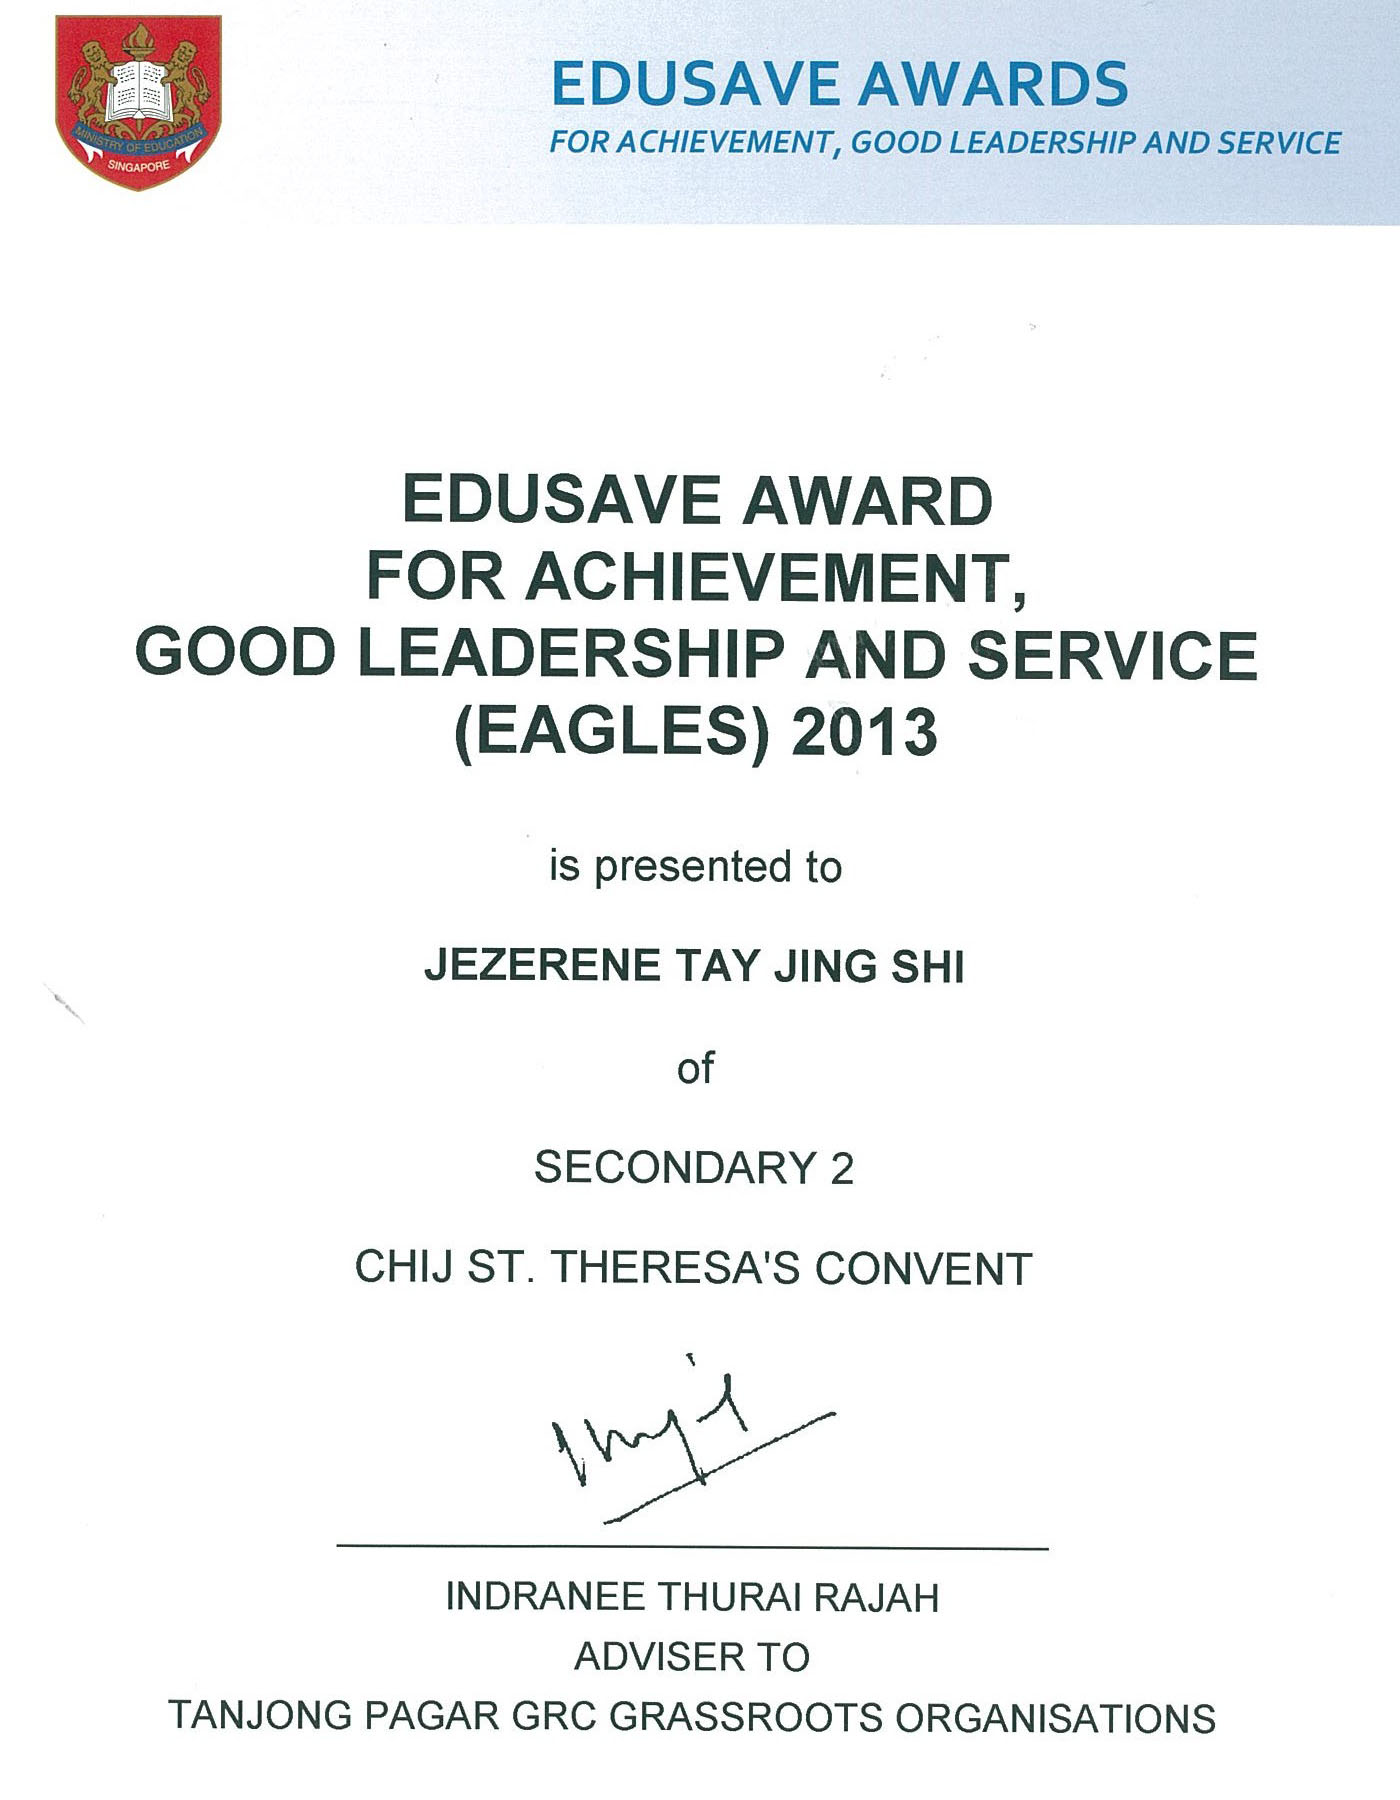 MINISTRY OF EDUCATION
SINGAPORE
EDUSAVE AWARDS
FOR ACHIEVEMENT, GOOD LEADERSHIP AND SERVICE
EDUSAVE AWARD
FOR ACHIEVEMENT,
GOOD LEADERSHIP AND SERVICE
(EAGLES) 2013
is presented to
JEZERENE TAY JING SHI
of
SECONDARY 2
CHIJ ST. THERESA'S CONVENT
INDRANEE THURAI RAJAH
ADVISER TO
TANJONG PAGAR GRC GRASSROOTS ORGANISATIONS